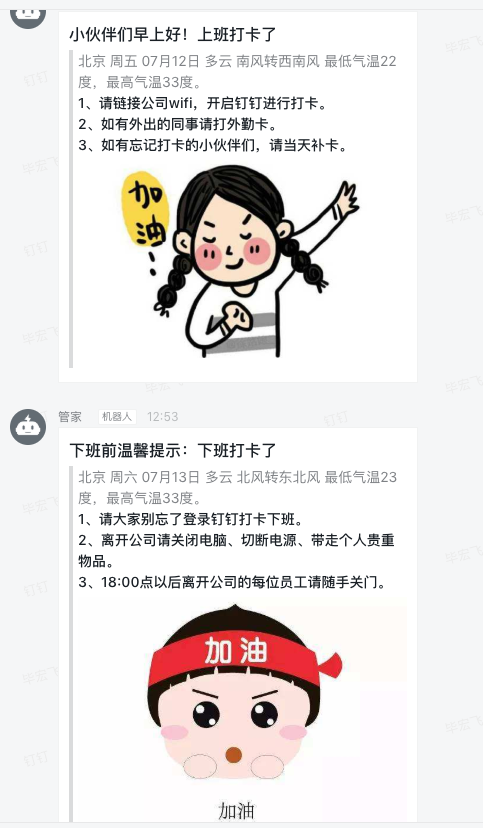 小伙伴们早上好！上班打卡了
北京 周五 07月12日 多云 南风转西南风 最低气温22
度，最高气温33度。
1、请链接公司wifi，开启钉钉进行打卡。
2、如有外出的同事请打外勤卡。
3、如有忘记打卡的小伙伴们，请当天补卡。
加
油
管家 机器人 12:53
下班前温馨提示：下班打卡了
北京 周六 07月13日 多云 北风转东北风 最低气温23
度，最高气温33度。
1、请大家别忘了登录钉钉打卡下班。
2、离开公司请关闭电脑、切断电源、带走个人贵重
物品。
3、18:00点以后离开公司的每位员工请随手关门。
加油
加油